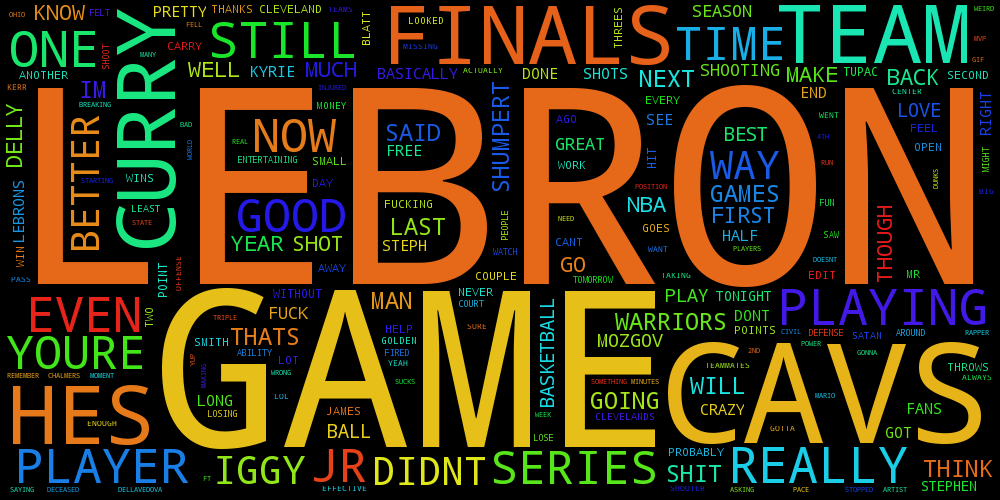 OHIO
KNOW
FELT
PRETTY
FELL
THANKS
CLEVELAND
TEAMS
BLATT
FINALS
LOOKED
MISSING
THREES
SEASON
TIME
TEAM
WEIRD
MVP
GIF
ONE
ANOTHER
SHOOT
CURRY
MANY
CARRY
STILL
WELL
KYRIE
MUCH
BASICALLY
ACTUALLY
DONE
SHOTS
NEXT
SHOOTING
MAKE
TUPAC
BACK
SECOND
KERR
IM
BREAKING
INJURED
MONEY
EVERY
END
CENTER
DELLY
BETTER
STARTING
WINS
LEAST
STATE
BAD
WORLD
LEBRON
REAL
NOW
ENTERTAINING
SMALL
DAY
GOOD
YEAR
SHOT
AWAY
SAID
FREE
FUCKING
LAST
STEPH
SHUMPERT
PEOPLE
WATCH
COUPLE
AGO
GREAT
WORK
HIT
SEE
POSITION
NBA
NEED
CANT
GOES
WANT
GO
TOMORROW
TAKING
BEST
WAY
GAMES
FIRST
HALF
PLAYERS
WENT
4TH
RUN
FUN
SAW
DOESNT
EDIT
LOVE
FEEL
OPEN
DUNKS
THOUGH
MR
RIGHT
MIGHT
BIG
LEBRONS
WIN
PASS
POINT
OFFENSE
EVEN
TWO
YOURE
REMEMBER
CHALMERS
MOMENT
HES
ENOUGH
PLAYER
SAYING
DECEASED
DELLAVEDOVA
GAME
WITHOUT
TRIPLE
FUCK
SMITH
THATS
ABILITY
YUP
MAKING
LOT
WRONG
LONG
LOSING
LOL
MAN
NEVER
COURT
HELP
GOLDEN
FIRED
YEAH
SURE
SUCKS
JAMES
BALL
BASKETBALL
WEEK
LOSE
PLAY
TONIGHT
WARRIORS
DONT
POINTS
MOZGOV
SOMETHING
MINUTES
GOING
CLEVELANDS
PLAYING
CIVIL
DEFENSE
SATAN
AROUND
RAPPER
POWER
GONNA
2ND
TEAMMATES
CAVS
WILL
CRAZY
MARIO
GOTTA
THROWS
ALWAYS
FANS
GOT
FT
IGGY
JR
EFFECTIVE
DIDNT
SERIES
PROBABLY
SHIT
SHOOTER
REALLY
ASKING
PACE
STOPPED
ARTIST
THINK
STEPHEN